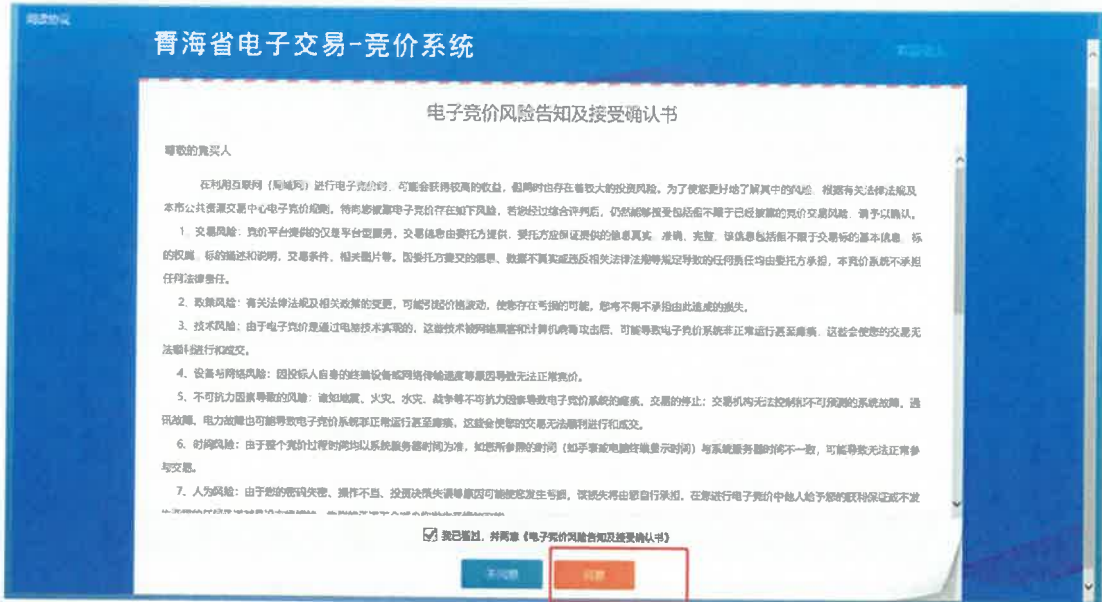 阅读协议
青海省电子交易-竞价系统
电子竞价风险告知及接受确认书
尊敬的竞买人
在利用互联网（局域网）进行电子竞价时，可能会获得较高的收益，但同时也存在着较大的投资风险。为了使您更好地了解其中的风险，根据有关法律法规及
本市公共资源交易中心电子竞价规则，特向您披露电子竞价存在如下风险，若您经过综合评判后，仍然能够接受包括但不限于已经披露的竞价交易风险，请予以确认。
1、交易风险：竞价平台提供的仅是平台型服务，交易信息由委托方提供，委托方应保证提供的信息真实、准确、完整，该信息包括但不限于交易标的基本信息、标
的权属、标的描述和说明，交易条件，相关图片等。因委托方提交的信息、数据不真实或违反相关法律法规等规定导致的任何责任均由委托方承担，本竞价系统不承担
任何法律责任。
2、政策风险：有关法律法规及相关政策的变更，可能引起价格波动，使您存在亏损的可能，您将不得不承担由此造成的损失。
3、技术风险：由于电子竞价是通过电脑技术实现的，这些技术被网络黑客和计算机病毒攻击后，可能导致电子竞价系统非正常运行甚至瘫痪，这些会使您的交易无
法顺利进行和成交。
4、设备与网络风险：因投标人自身的终端设备或网络传输速度等原因导致无法正常竞价。
5、不可抗力因素导致的风险：诸如地震、火灾、水灾、战争等不可抗力因素导致电子竞价系统的瘫痪、交易的停止；交易机构无法控制和不可预测的系统故障、通
讯故障、电力故障也可能导致电子竞价系统非正常运行甚至瘫痪，这些会使您的交易无法顺利进行和成交。
6、时间风险：由于整个竞价过程时间均以系统服务器时间为准，如您所参照的时间（如手表或电脑终端显示时间）与系统服务器时间不一致，可能导致无法正常参
与交易。
7、人为风险：由于您的密码失密、操作不当、投资决策失误等原因可能使您发生亏损，该损失将由您自行承担，在您进行电子竞价中他人给予您的获利保证或不发
我已看过，并同意《电子竞价风险告知及接受确认书》
不同意
同意